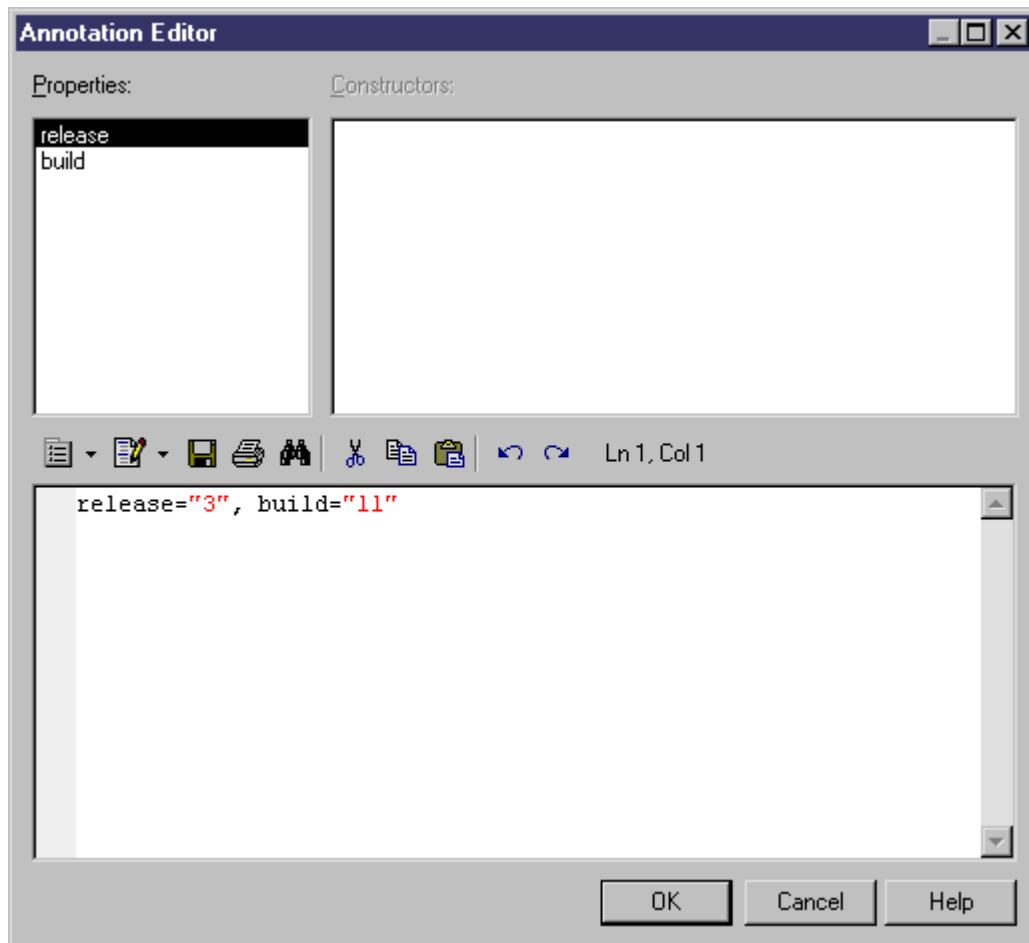 Annotation Editor
Properties:
Constructors:
release
build
Ln 1, Col 1
release="3", build="11"
OK
Cancel
Help